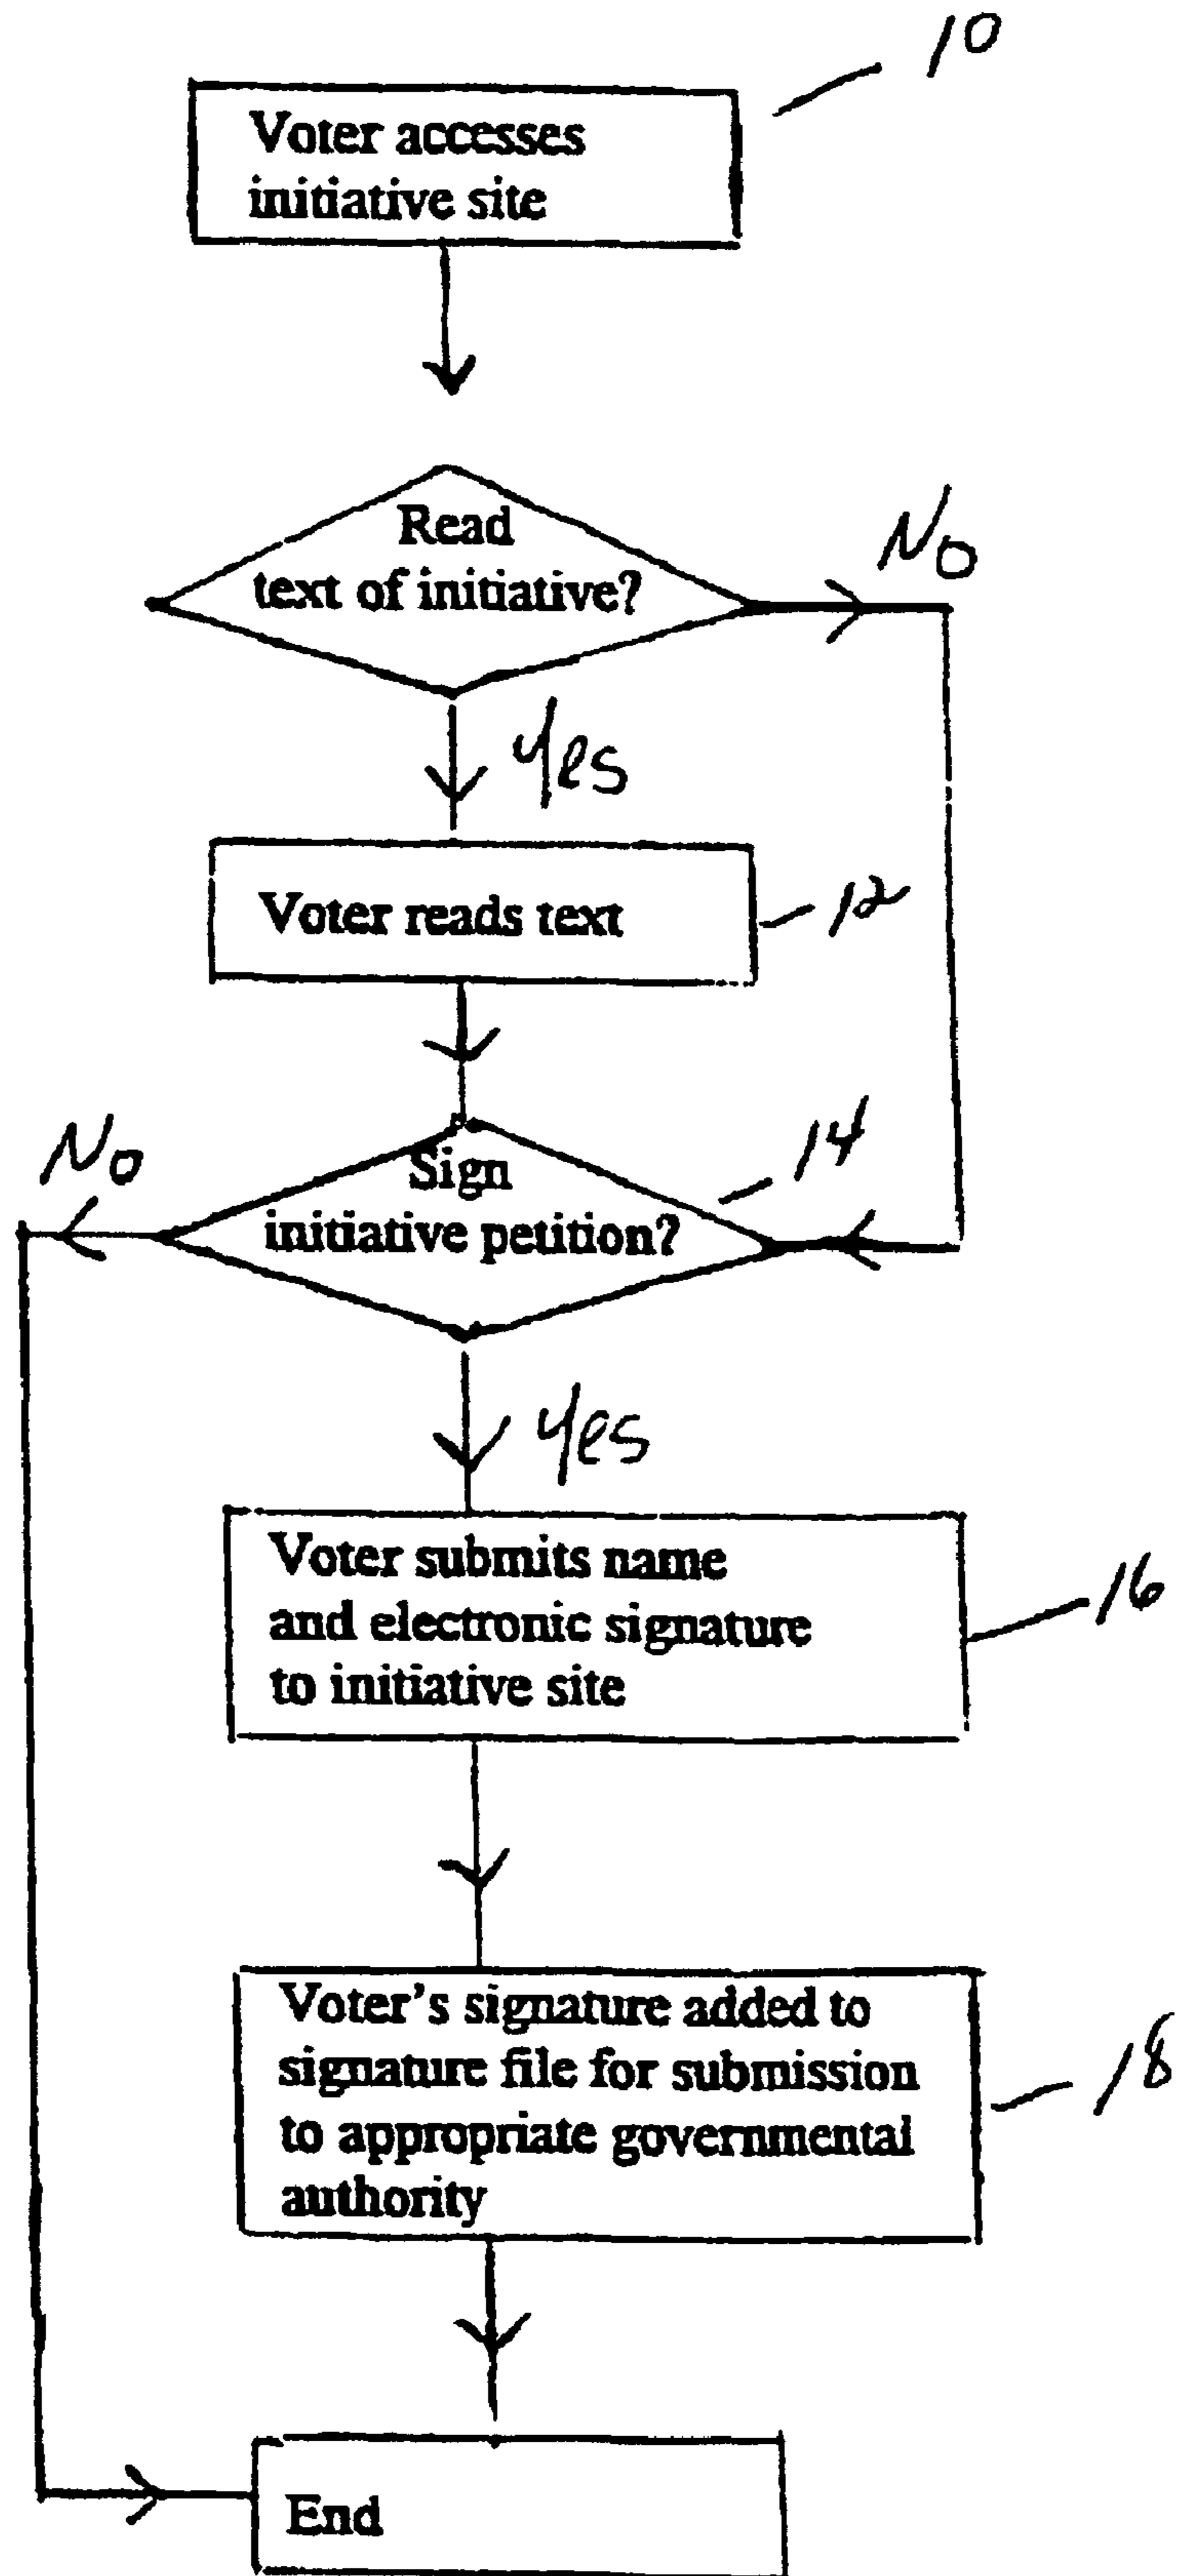 10
Voter accesses
initiative site
Read
text of initiative?
No
Yes
Voter reads text
12
No
Sign
initiative petition?
14
Yes
Voter submits name
and electronic signature
to initiative site
16
Voter's signature added to
signature file for submission
to appropriate governmental
authority
18
End